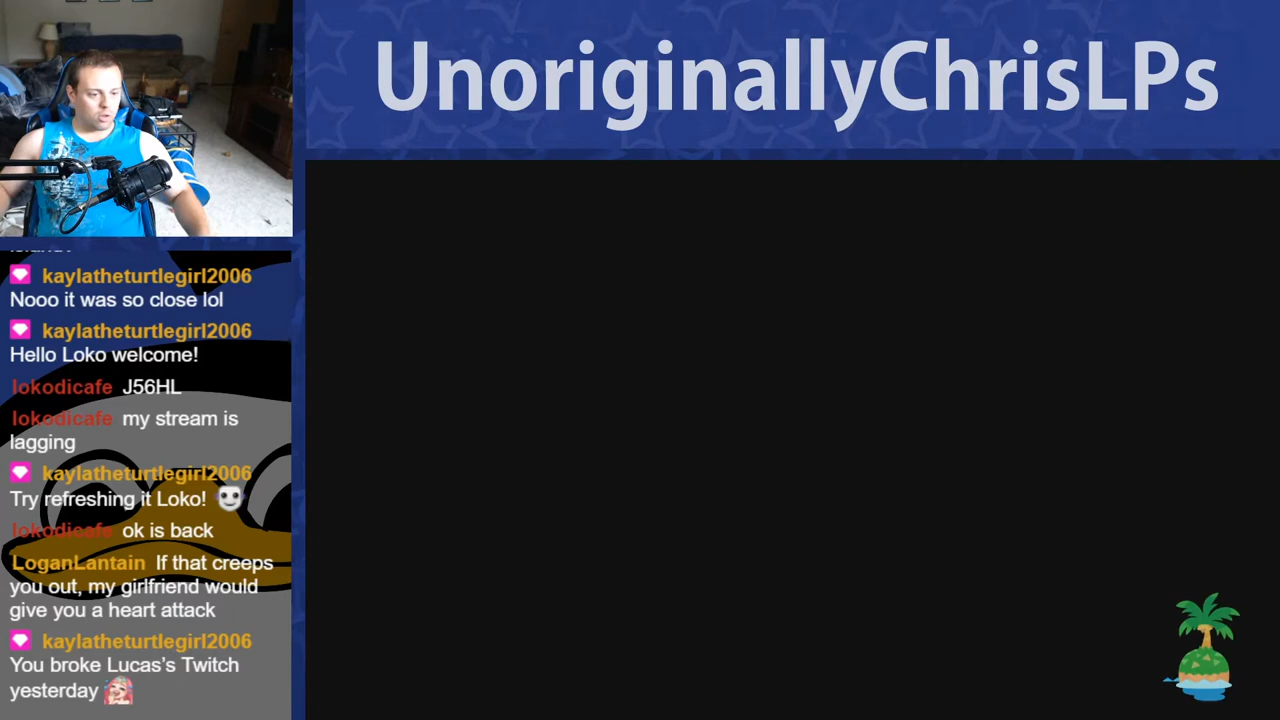 UnoriginallyChrisLPs
kaylatheturtlegirl2006
Nooo it was so close lol
kaylatheturtlegirl2006
Hello Loko welcome!
lokodicafe J56HL
lokodicafe my stream is
lagging
kaylatheturtlegirl2006
Try refreshing it Loko!
lokodicafe ok is back
LoganLantain If that creeps
you out, my girlfriend would
give you a heart attack
kaylatheturtlegirl2006
You broke Lucas's Twitch
yesterday